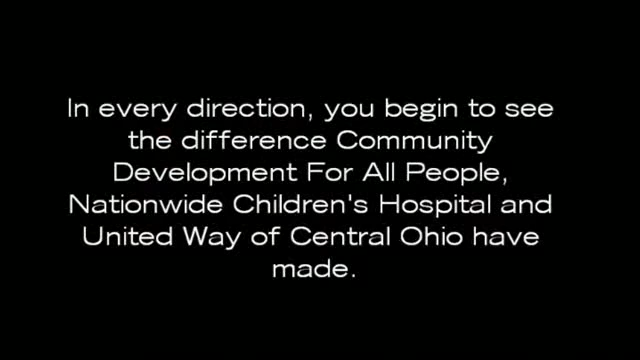 In every direction, you begin to see
the difference Community
Development For All People,
Nationwide Children's Hospital and
United Way of Central Ohio have
made.